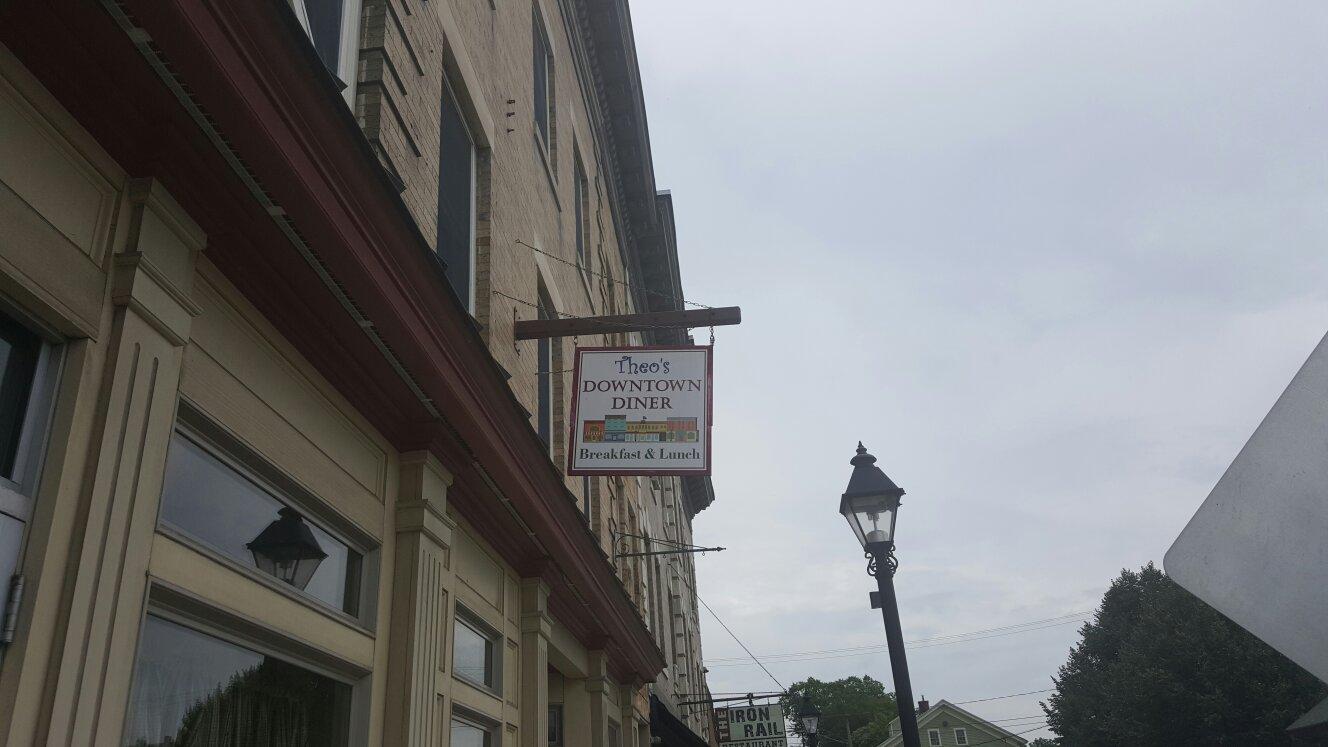 Theo's
DOWNTOWN
DINER
Breakfast & Lunch
THE
IRON
RAIL
RESTAURANT